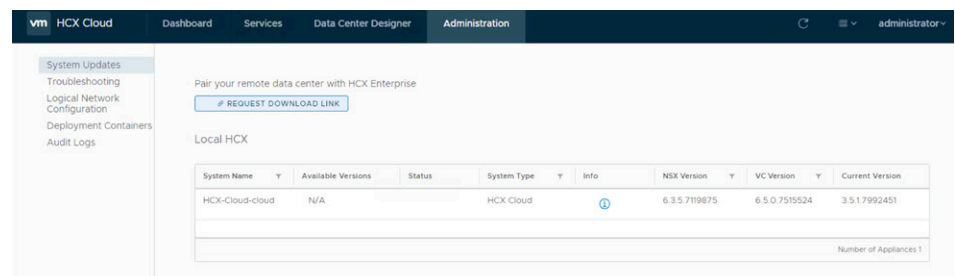 vm HCX Cloud Dashboard Services Data Center Designer Administration administrator
System Updates
Troubleshooting
Logical Network
Configuration
Deployment Containers
Audit Logs
Pair your remote data center with HCX Enterprise
REQUEST DOWNLOAD LINK
Local HCX
System Name Available Versions Status System Type Info NSX Version VC Version Current Version
HCX-Cloud-cloud N/A HCX Cloud 6.3.5.7119875 6.5.0.7515524 3.5.1.7992451
Number of Appliances 1